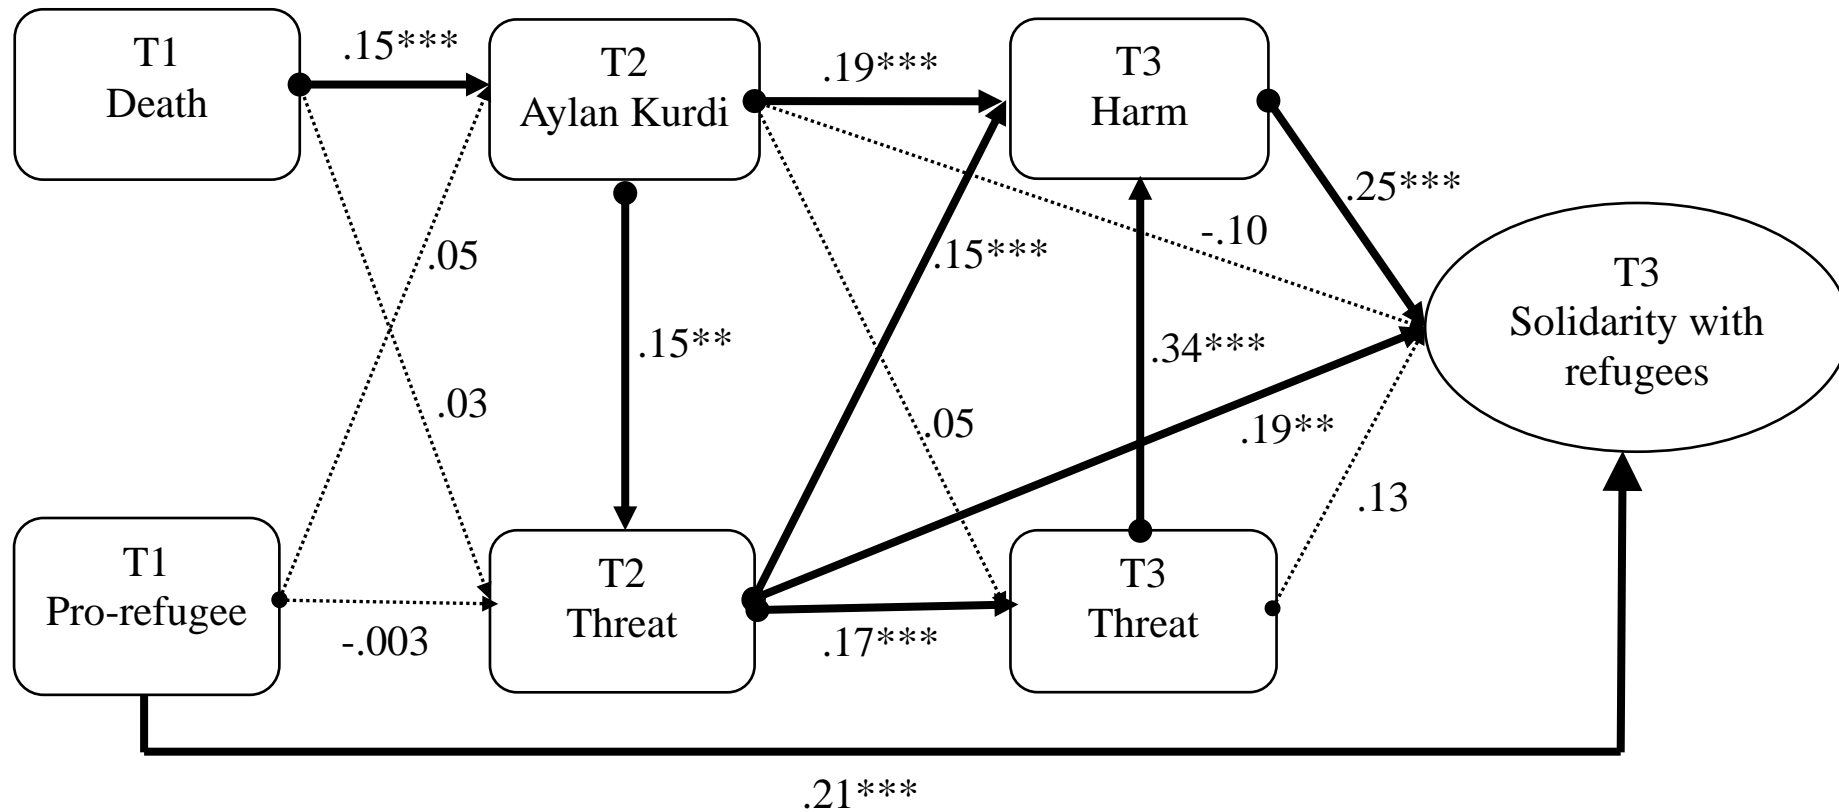 T1
Death
.15***
T2
Aylan Kurdi
.19***
T3
Harm
.25***
.05
.15***
-.10
T3
Solidarity with
refugees
.15**
.34***
.03
.05
.19**
.13
T1
Pro-refugee
-.003
T2
Threat
.17***
T3
Threat
.21***